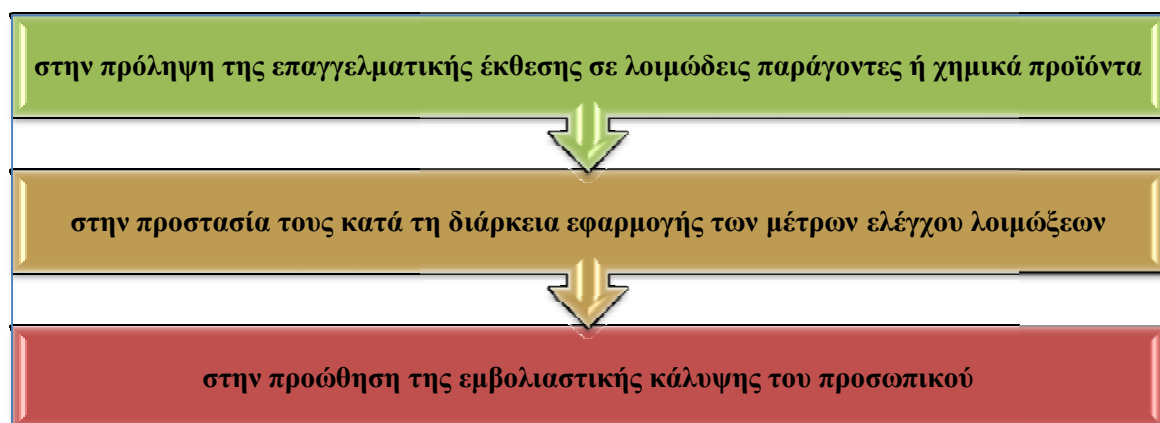 στην πρόληψη της επαγγελματικής έκθεσης σε λοιμώδεις παράγοντες ή χημικά προϊόντα
στην προστασία τους κατά τη διάρκεια εφαρμογής των μέτρων ελέγχου λοιμώξεων
στην προώθηση της εμβολιαστικής κάλυψης του προσωπικού